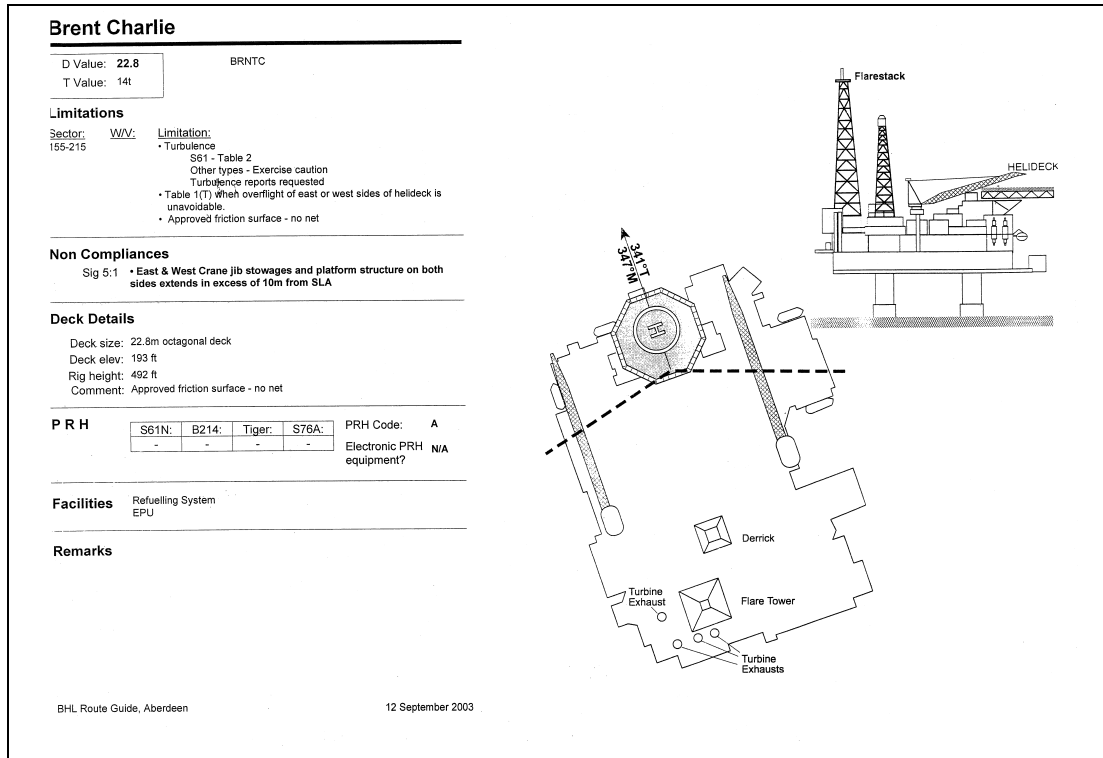 Brent Charlie
D Value: 22.8
BRNTC
T Value: 14t
Limitations
Sector: W/V: Limitation:
155-215 • Turbulence
S61 - Table 2
Other types - Exercise caution
Turbulence reports requested
• Table 1(T) when overflight of east or west sides of helideck is
unavoidable.
• Approved friction surface - no net
Non Compliances
Sig 5:1 • East & West Crane jib stowages and platform structure on both
sides extends in excess of 10m from SLA
Deck Details
Deck size: 22.8m octagonal deck
Deck elev: 193 ft
Rig height: 492 ft
Comment: Approved friction surface - no net
P R H
S61N: B214: Tiger: S76A:
- - - -
PRH Code: A
Electronic PRH N/A
equipment?
Facilities Refuelling System
EPU
Remarks
BHL Route Guide, Aberdeen 12 September 2003
Flarestack
HELIDECK
341°T
347°M
H
Derrick
Turbine
Exhaust
Flare Tower
Turbine
Exhausts